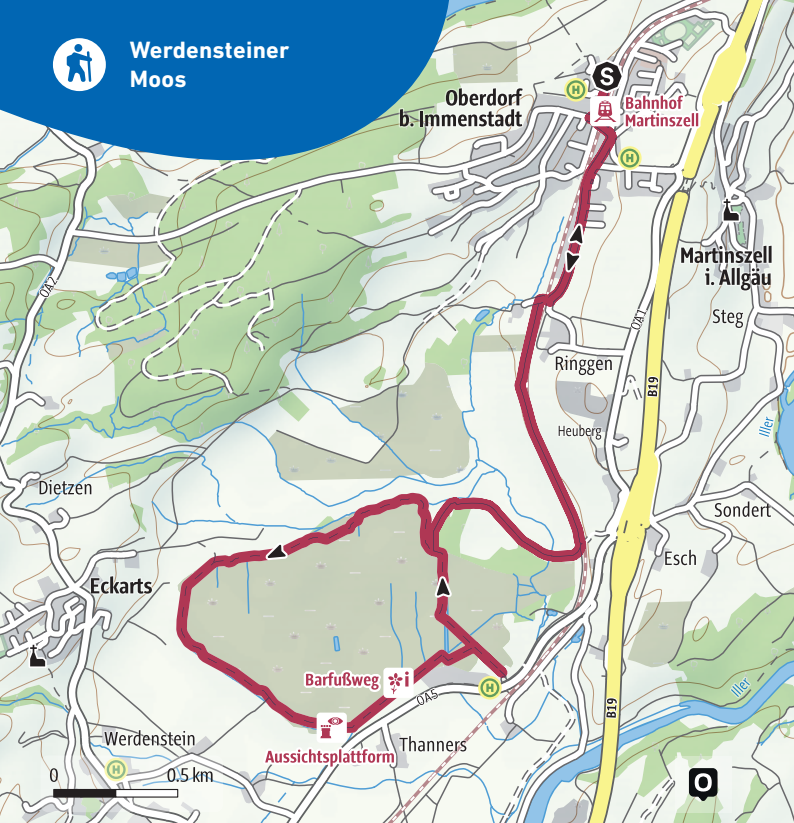 Werdensteiner
Moos
S
H
Oberdorf
b. Immenstadt
Bahnhof
Martinszell
H
Martinszell
i. Allgäu
OA2
OA1
Steg
Ringgen
B19
Heuberg
Iller
Dietzen
Sondert
Esch
Eckarts
Barfußweg
i
H
OA5
Iller
B19
Werdenstein
Thanners
Aussichtsplattform
H
0
0.5 km
O